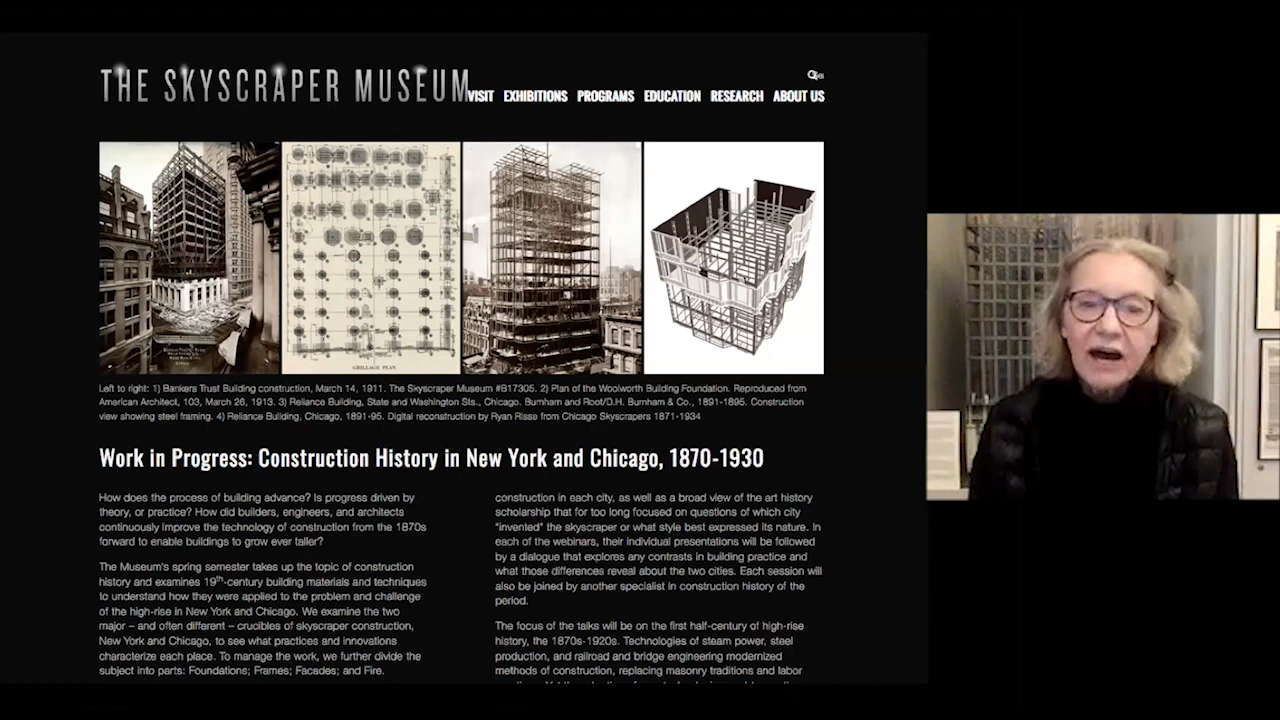 THE SKYSCRAPER MUSEUM
VISIT EXHIBITIONS PROGRAMS EDUCATION RESEARCH ABOUT US
GRILLAGE PLAN
Left to right: 1) Bankers Trust Building construction, March 14, 1911. The Skyscraper Museum #B17305. 2) Plan of the Woolworth Building Foundation. Reproduced from
American Architect, 103, March 26, 1913. 3) Reliance Building, State and Washington Sts., Chicago. Burnham and Root/D.H. Burnham & Co., 1891-1895. Construction
view showing steel framing. 4) Reliance Building, Chicago, 1891-95. Digital reconstruction by Ryan Risse from Chicago Skyscrapers 1871-1934
Work in Progress: Construction History in New York and Chicago, 1870-1930
How does the process of building advance? Is progress driven by
theory, or practice? How did builders, engineers, and architects
continuously improve the technology of construction from the 1870s
forward to enable buildings to grow ever taller?
The Museum's spring semester takes up the topic of construction
history and examines 19th-century building materials and techniques
to understand how they were applied to the problem and challenge
of the high-rise in New York and Chicago. We examine the two
major – and often different – crucibles of skyscraper construction,
New York and Chicago, to see what practices and innovations
characterize each place. To manage the work, we further divide the
subject into parts: Foundations; Frames; Facades; and Fire.
construction in each city, as well as a broad view of the art history
scholarship that for too long focused on questions of which city
"invented" the skyscraper or what style best expressed its nature. In
each of the webinars, their individual presentations will be followed
by a dialogue that explores any contrasts in building practice and
what those differences reveal about the two cities. Each session will
also be joined by another specialist in construction history of the
period.
The focus of the talks will be on the first half-century of high-rise
history, the 1870s-1920s. Technologies of steam power, steel
production, and railroad and bridge engineering modernized
methods of construction, replacing masonry traditions and labor